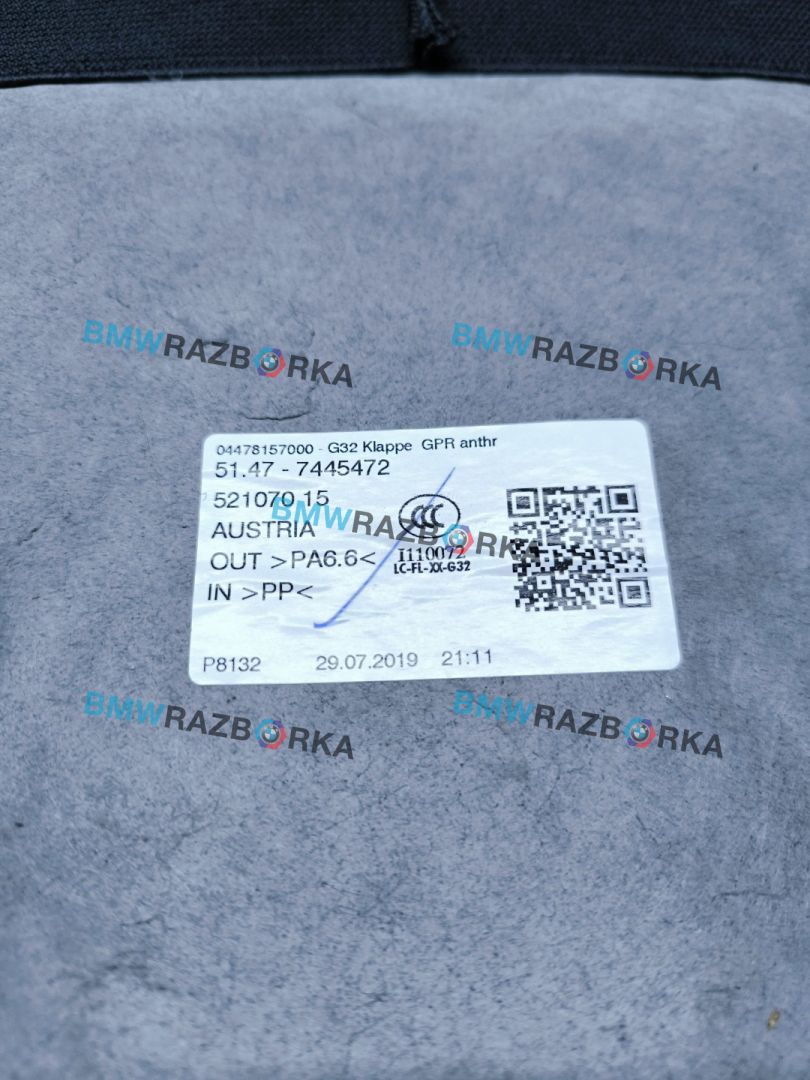 BMWRAZBORKA
BMWRAZBORKA
04478157000 - G32 Klappe GPR anthr
51.47 - 7445472
521070 15
BMWRAZBORKA
AUSTRIA
CCC
I110072
OUT >PA6.6<
LC-FL-XX-G32
IN >PP<
P8132 29.07.2019 21:11
BMWRAZBORKA
BMWRAZBORKA